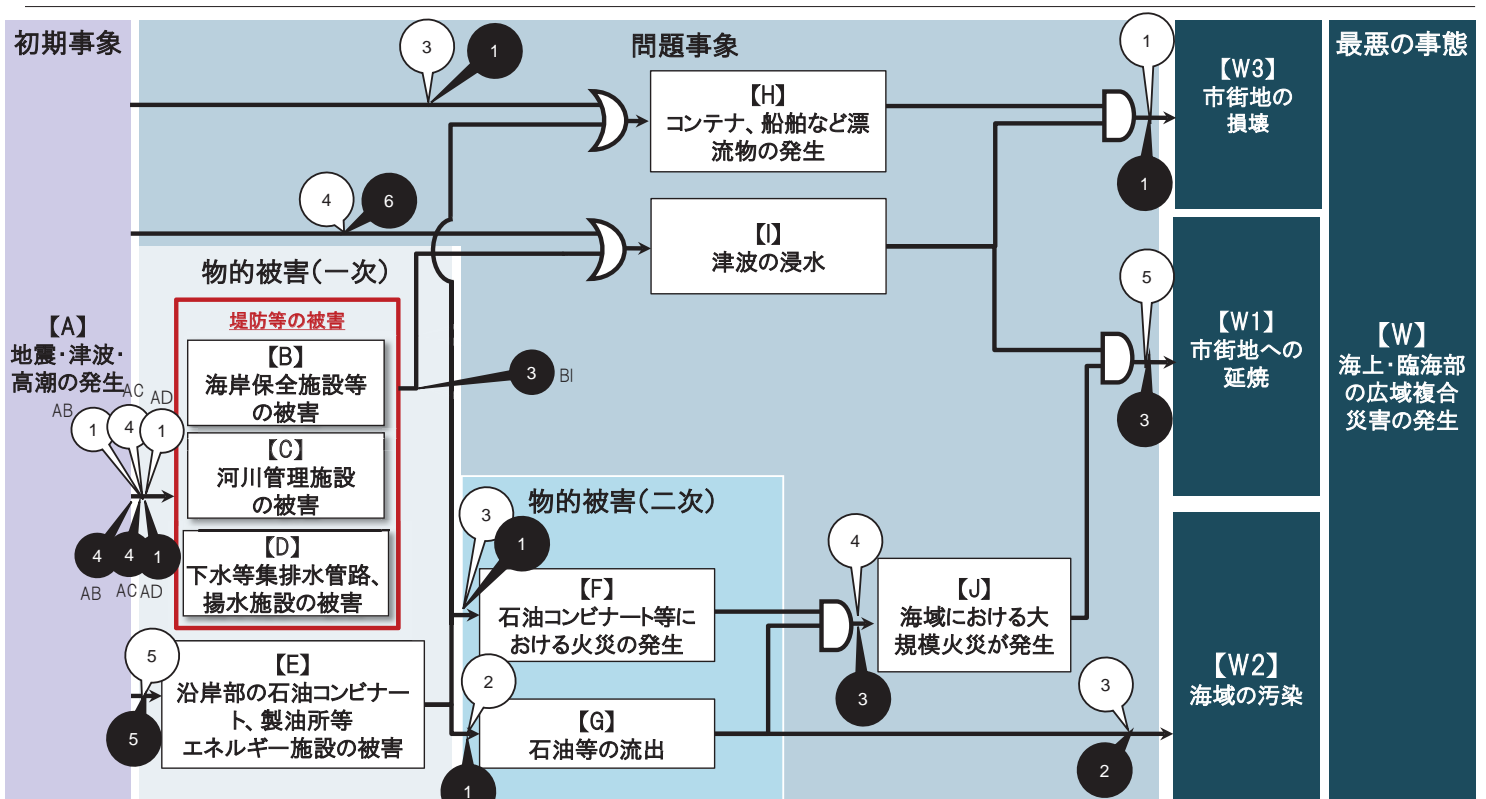 初期事象
問題事象
最悪の事態
3
1
1
【H】
コンテナ、船舶など漂
流物の発生
【W3】
市街地の
損壊
1
4
6
【I】
津波の浸水
物的被害(一次)
【A】
地震・津波・
高潮の発生
堤防等の被害
【B】
海岸保全施設等
の被害
3
BI
5
【W1】
市街地への
延焼
3
【W】
海上・臨海部
の広域複合
災害の発生
AB
AC
AD
1
4
1
【C】
河川管理施設
の被害
4
4
1
AB
AC
AD
【D】
下水等集排水管路、
揚水施設の被害
物的被害(二次)
3
1
【F】
石油コンビナート等に
おける火災の発生
4
【J】
海域における大
規模火災が発生
3
5
5
【E】
沿岸部の石油コンビナー
ト、製油所等
エネルギー施設の被害
2
1
【G】
石油等の流出
3
2
【W2】
海域の汚染